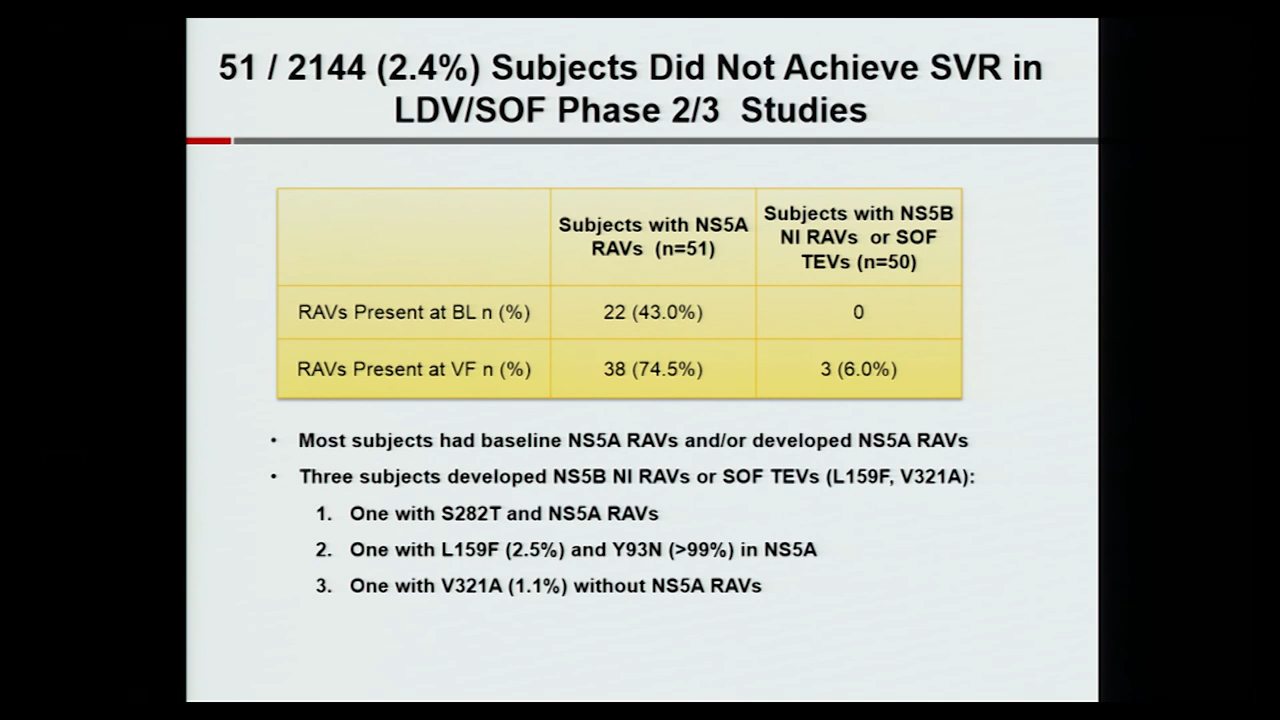 51 / 2144 (2.4%) Subjects Did Not Achieve SVR in
LDV/SOF Phase 2/3 Studies
Subjects with NS5A
RAVs (n=51)
Subjects with NS5B
NI RAVs or SOF
TEVs (n=50)
RAVs Present at BL n (%)
22 (43.0%)
0
RAVs Present at VF n (%)
38 (74.5%)
3 (6.0%)
• Most subjects had baseline NS5A RAVs and/or developed NS5A RAVs
• Three subjects developed NS5B NI RAVs or SOF TEVs (L159F, V321A):
1. One with S282T and NS5A RAVs
2. One with L159F (2.5%) and Y93N (>99%) in NS5A
3. One with V321A (1.1%) without NS5A RAVs